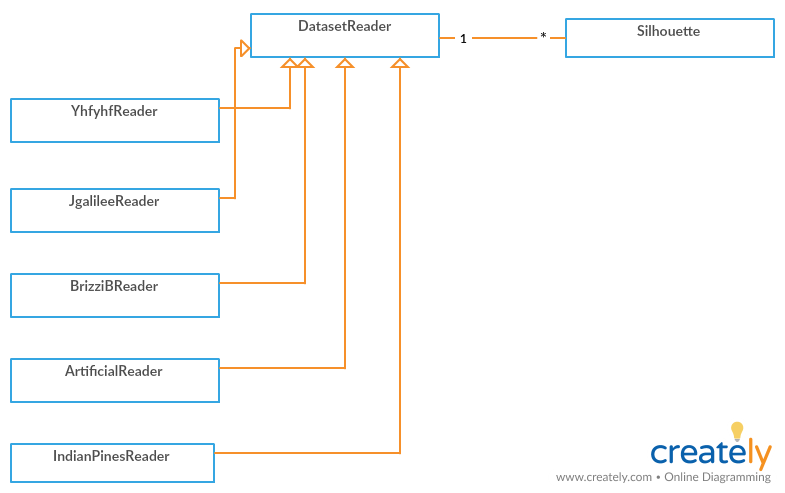 DatasetReader
1
*
Silhouette
YhfyhfReader
JgalileeReader
BrizziBReader
ArtificialReader
IndianPinesReader
creately
www.creately.com • Online Diagramming